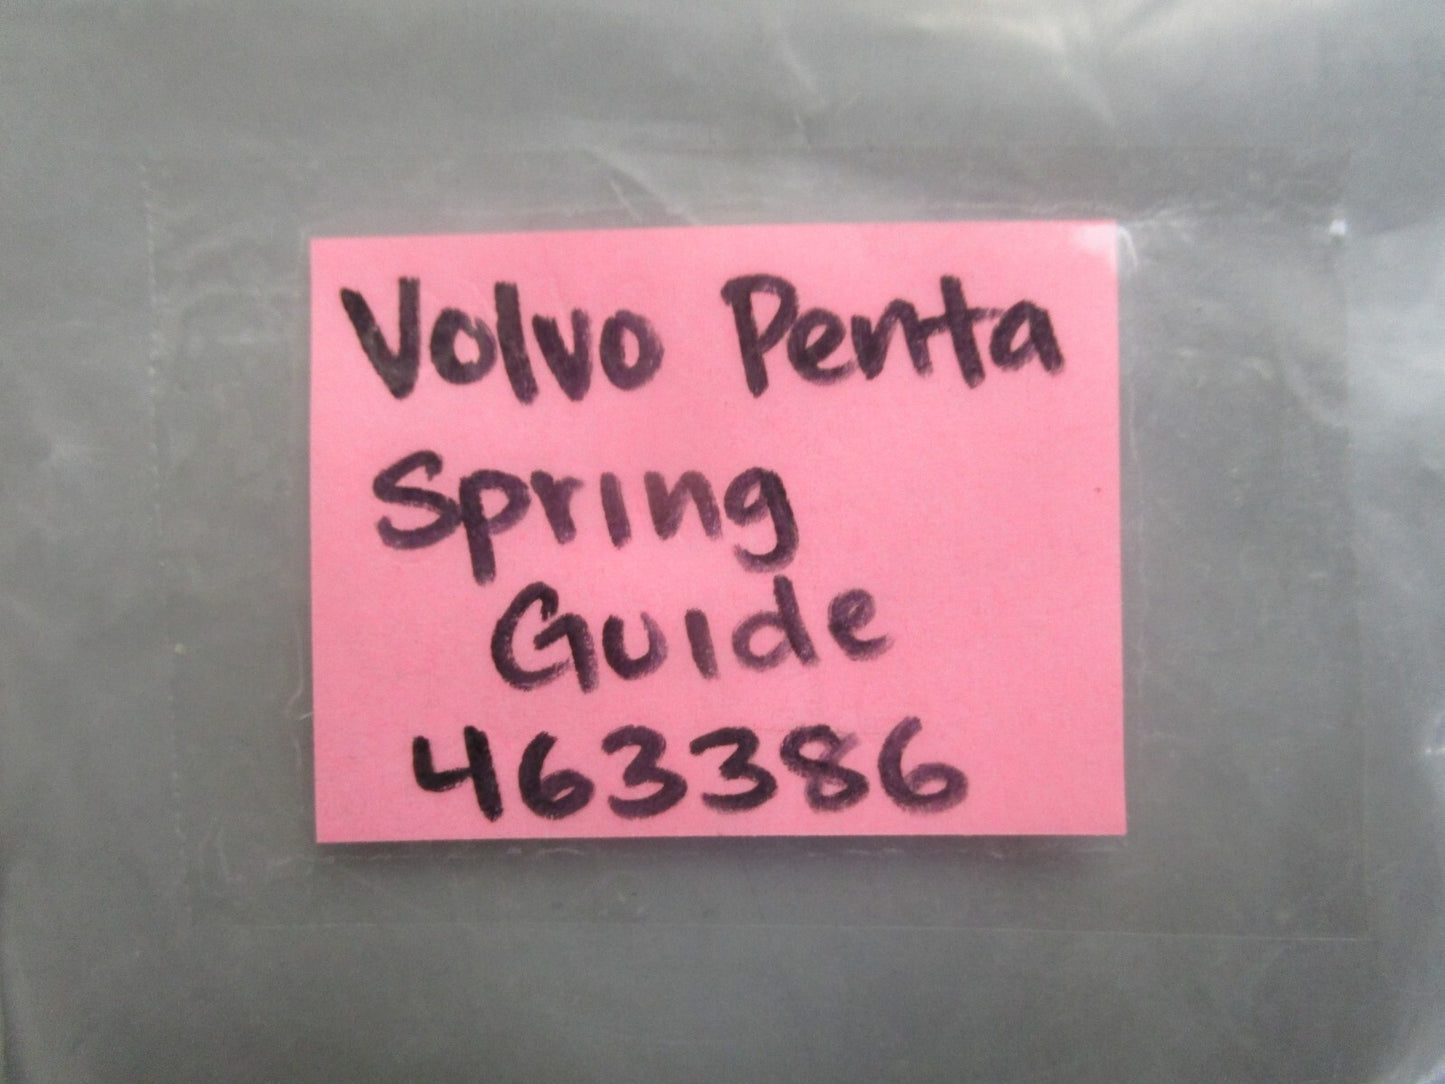 Volvo Penta
Spring
Guide
463386